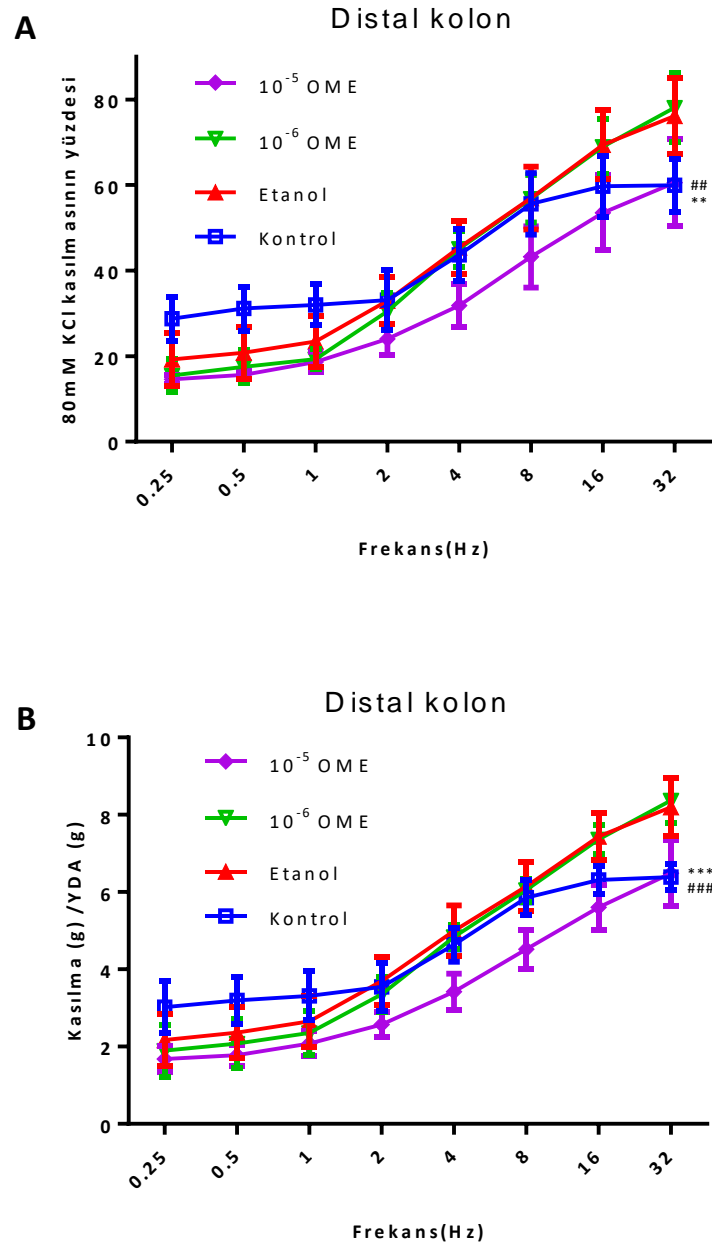 A
Distal kolon
80mM KCl kasılmasının yüzdesi
80
60
40
20
0
10⁻⁵ OME
10⁻⁶ OME
Etanol
Kontrol
##
**
0.25 0.5 1 2 4 8 16 32
Frekans(Hz)
B
Distal kolon
Kasılma (g) /YDA (g)
10
8
6
4
2
0
10⁻⁵ OME
10⁻⁶ OME
Etanol
Kontrol
***
###
0.25 0.5 1 2 4 8 16 32
Frekans(Hz)